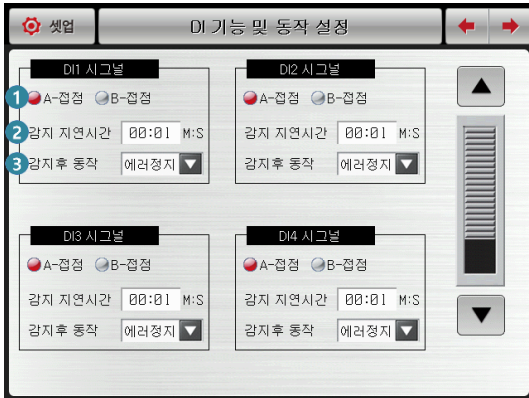 셋업
DI 기능 및 동작 설정
DI1 시그널
1 A-접점 B-접점
2 감지 지연시간 00:01 M:S
3 감지후 동작 에러정지
DI2 시그널
A-접점 B-접점
감지 지연시간 00:01 M:S
감지후 동작 에러정지
DI3 시그널
A-접점 B-접점
감지 지연시간 00:01 M:S
감지후 동작 에러정지
DI4 시그널
A-접점 B-접점
감지 지연시간 00:01 M:S
감지후 동작 에러정지